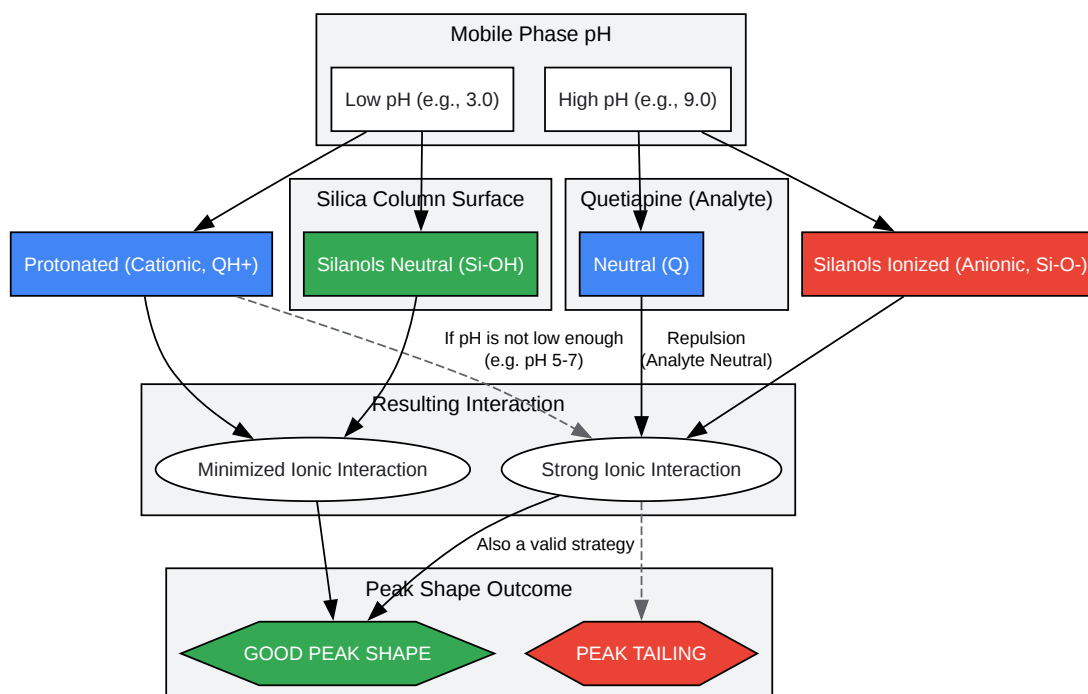 Mobile Phase pH
Low pH (e.g., 3.0)
High pH (e.g., 9.0)
Silica Column Surface
Quetiapine (Analyte)
Protonated (Cationic, QH+)
Silanols Neutral (Si-OH)
Neutral (Q)
Silanols Ionized (Anionic, Si-O-)
If pH is not low enough
(e.g. pH 5-7)
Repulsion
(Analyte Neutral)
Resulting Interaction
Minimized Ionic Interaction
Strong Ionic Interaction
Also a valid strategy
Peak Shape Outcome
GOOD PEAK SHAPE
PEAK TAILING